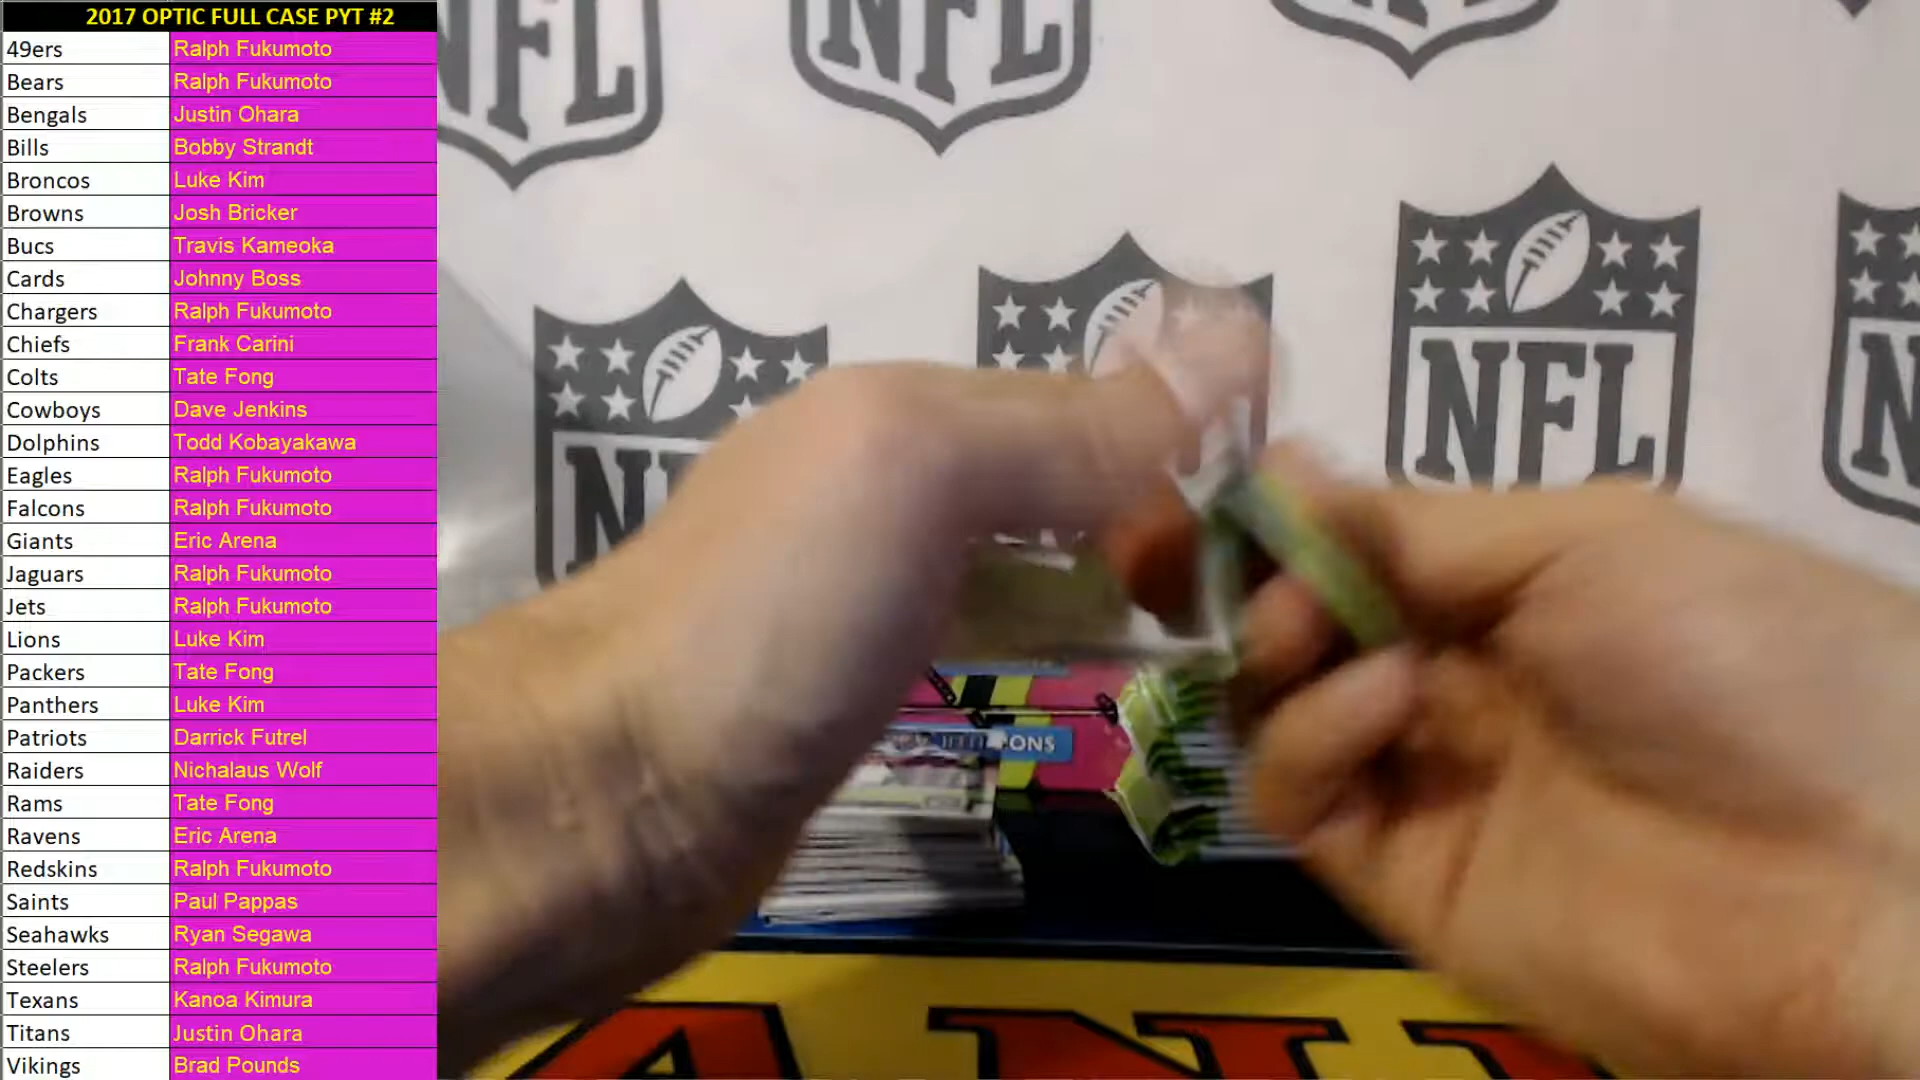 2017 OPTIC FULL CASE PYT #2
49ers Ralph Fukumoto
Bears Ralph Fukumoto
Bengals Justin Ohara
Bills Bobby Strandt
Broncos Luke Kim
Browns Josh Bricker
Bucs Travis Kameoka
Cards Johnny Boss
Chargers Ralph Fukumoto
Chiefs Frank Carini
Colts Tate Fong
Cowboys Dave Jenkins
Dolphins Todd Kobayakawa
Eagles Ralph Fukumoto
Falcons Ralph Fukumoto
Giants Eric Arena
Jaguars Ralph Fukumoto
Jets Ralph Fukumoto
Lions Luke Kim
Packers Tate Fong
Panthers Luke Kim
Patriots Darrick Futrel
Raiders Nichalaus Wolf
Rams Tate Fong
Ravens Eric Arena
Redskins Ralph Fukumoto
Saints Paul Pappas
Seahawks Ryan Segawa
Steelers Ralph Fukumoto
Texans Kanoa Kimura
Titans Justin Ohara
Vikings Brad Pounds
NFL
NFL
NFL
NFL
NFL